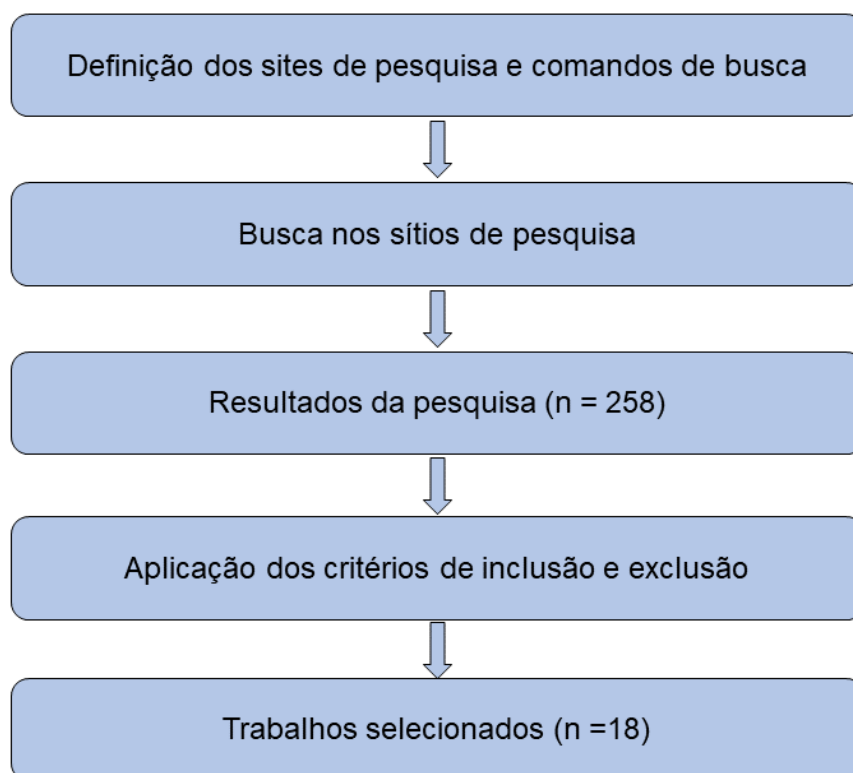 Definição dos sites de pesquisa e comandos de busca
Busca nos sítios de pesquisa
Resultados da pesquisa (n = 258)
Aplicação dos critérios de inclusão e exclusão
Trabalhos selecionados (n =18)